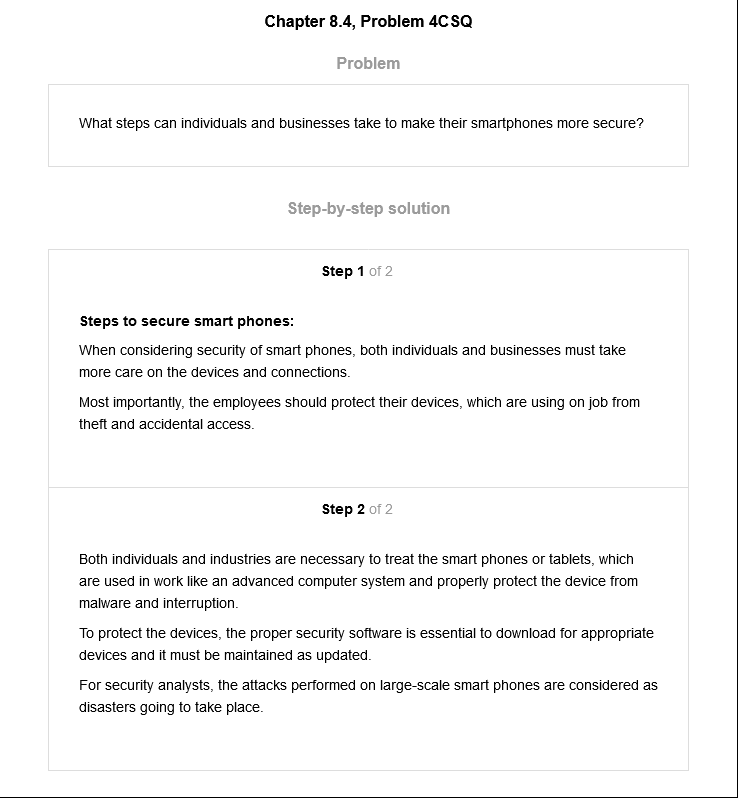 Chapter 8.4, Problem 4CSQ
Problem
What steps can individuals and businesses take to make their smartphones more secure?
Step-by-step solution
Step 1 of 2
Steps to secure smart phones:
When considering security of smart phones, both individuals and businesses must take
more care on the devices and connections.
Most importantly, the employees should protect their devices, which are using on job from
theft and accidental access.
Step 2 of 2
Both individuals and industries are necessary to treat the smart phones or tablets, which
are used in work like an advanced computer system and properly protect the device from
malware and interruption.
To protect the devices, the proper security software is essential to download for appropriate
devices and it must be maintained as updated.
For security analysts, the attacks performed on large-scale smart phones are considered as
disasters going to take place.